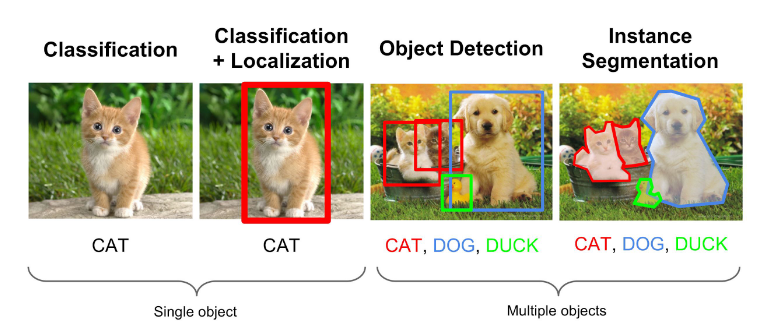 Classification
Classification
+ Localization
Object Detection
Instance
Segmentation
CAT
CAT
CAT, DOG, DUCK
CAT, DOG, DUCK
Single object
Multiple objects